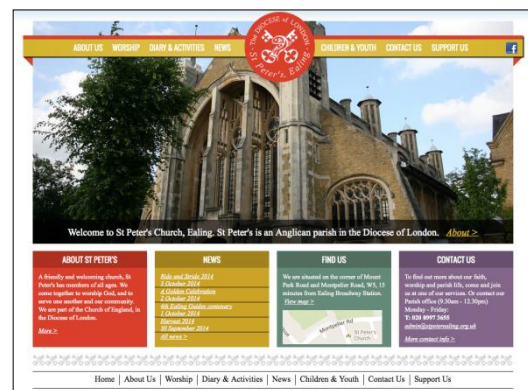 ABOUT US WORSHIP DIARY & ACTIVITIES NEWS
The DIOCESE of LONDON
St Peter's, Ealing
CHILDREN & YOUTH CONTACT US SUPPORT US
f
Welcome to St Peter's Church, Ealing. St Peter's is an Anglican parish in the Diocese of London. About >
ABOUT ST PETER'S
A friendly and welcoming church, St
Peter's has members of all ages. We
come together to worship God, and to
serve one another and our community.
We are part of the Church of England, in
the Diocese of London.
More >
NEWS
Ride and Stride 2014
3 October 2014
A Golden Celebration
2 October 2014
6th Ealing Guides centenary
1 October 2014
Harvest 2014
30 September 2014
All news >
FIND US
We are situated on the corner of Mount
Park Road and Montpelier Road, W5, 15
minutes from Ealing Broadway Station.
View map >
Montpelier Rd
St Peter's
Church
CONTACT US
To find out more about our faith,
worship and parish life, come and join
us at one of our services. Or contact our
Parish office (9.30am - 12.30pm)
Monday - Friday:
T: 020 8997 3655
admin@stpetersealing.org.uk
More contact info >
Home | About Us | Worship | Diary & Activities | News | Children & Youth | Contact Us | Support Us